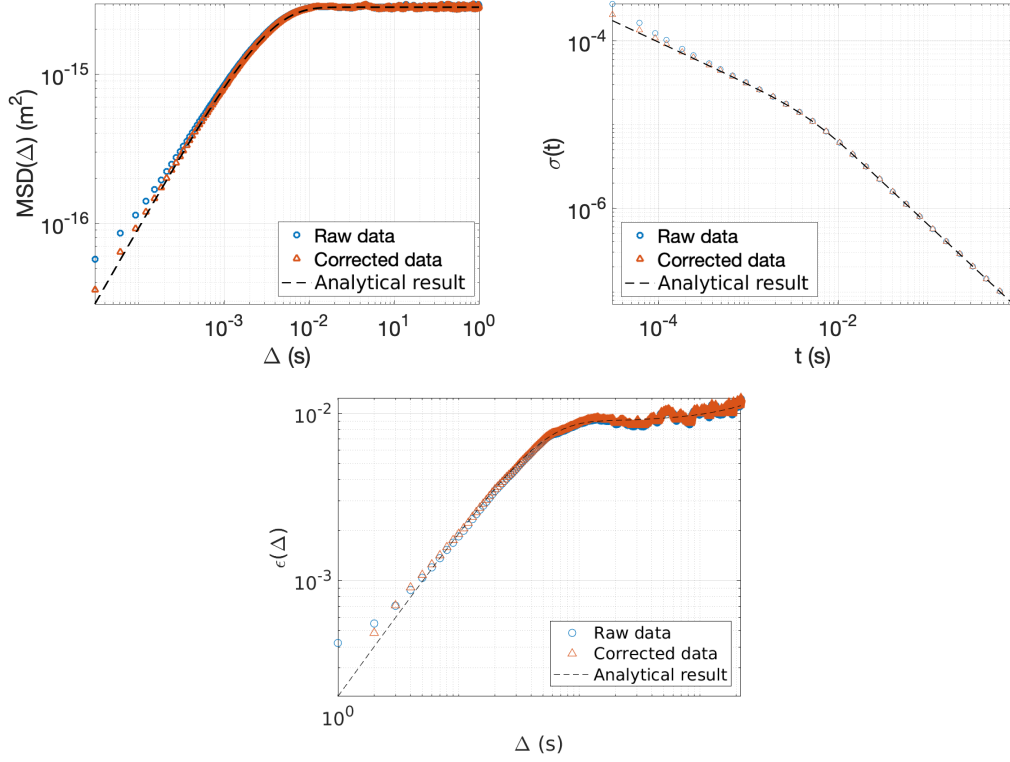 MSD(Δ) (m²)
10⁻¹⁵
10⁻¹⁶
Raw data
Corrected data
Analytical result
10⁻³ 10⁻² 10⁻¹ 10⁰
Δ (s)
σ(t)
10⁻⁴
10⁻⁶
Raw data
Corrected data
Analytical result
10⁻⁴ 10⁻²
t (s)
ϵ(Δ)
10⁻²
10⁻³
Raw data
Corrected data
Analytical result
10⁰
Δ (s)